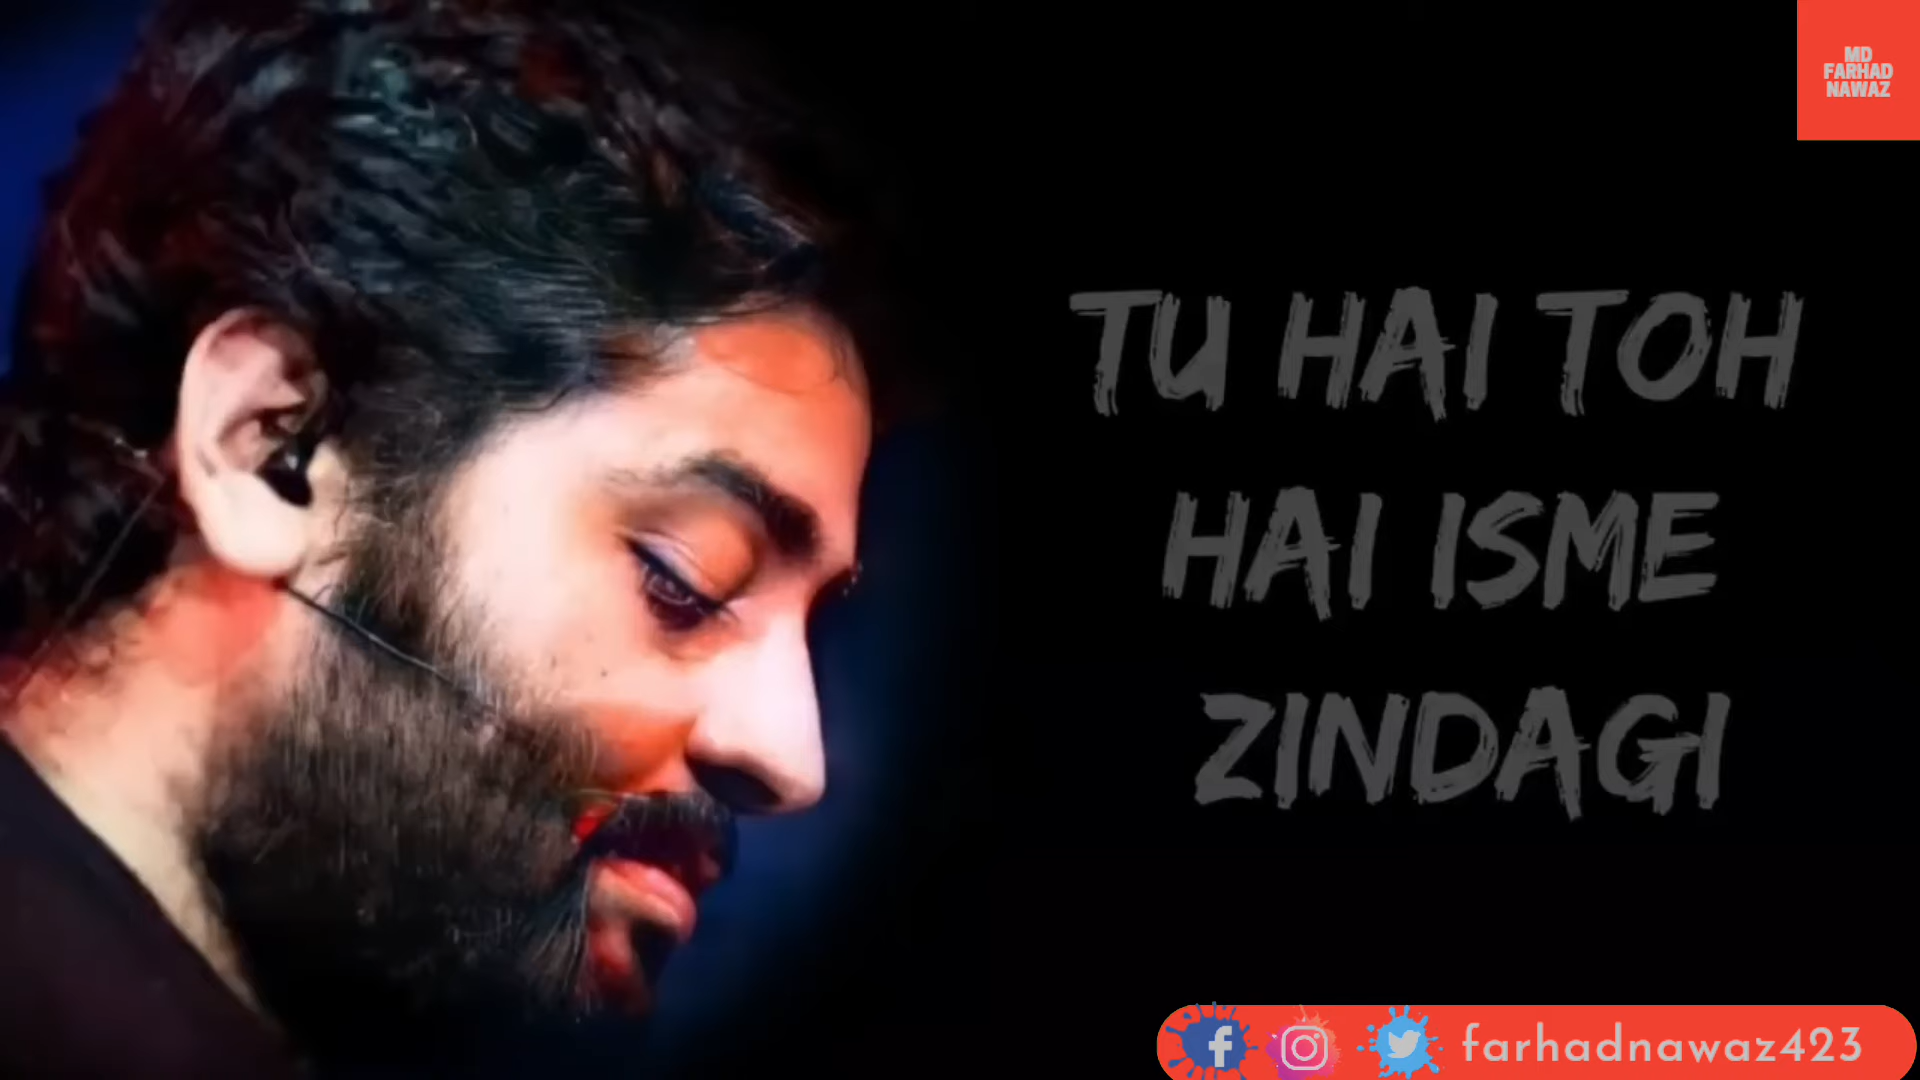 MD
FARHAD
NAWAZ
TU HAI TOH
HAI ISME
ZINDAGI
farhadnawaz423